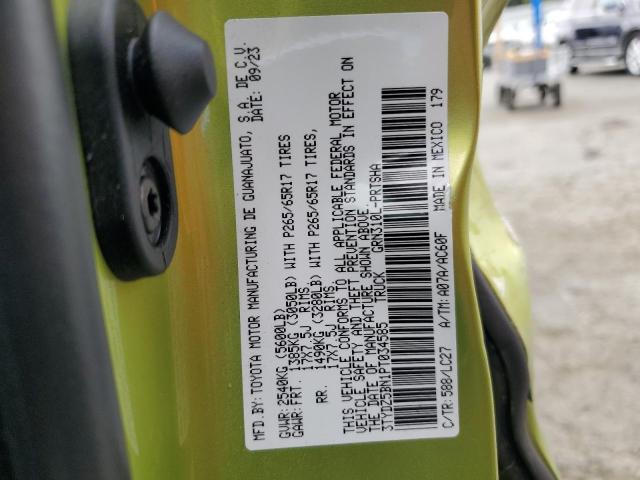 MFD.BY: TOYOTA MOTOR MANUFACTURING DE GUANAJUATO, S.A. DE C.V.
DATE: 09/23
GVWR: 2540KG (5600LB)
GAWR: FRT. 1385KG (3050LB) WITH P265/65R17 TIRES
17X7.5J RIMS,
RR. 1490KG (3280LB) WITH P265/65R17 TIRES,
17X7.5J RIMS.
THIS VEHICLE CONFORMS TO ALL APPLICABLE FEDERAL MOTOR
VEHICLE SAFETY AND THEFT PREVENTION STANDARDS IN EFFECT ON
THE DATE OF MANUFACTURE SHOWN ABOVE.
3TYDZ5BN1PT034585 TRUCK GRN310L-PRTSHA
C/TR:588/LC27 A/TM:A07A/AC60F MADE IN MEXICO 179